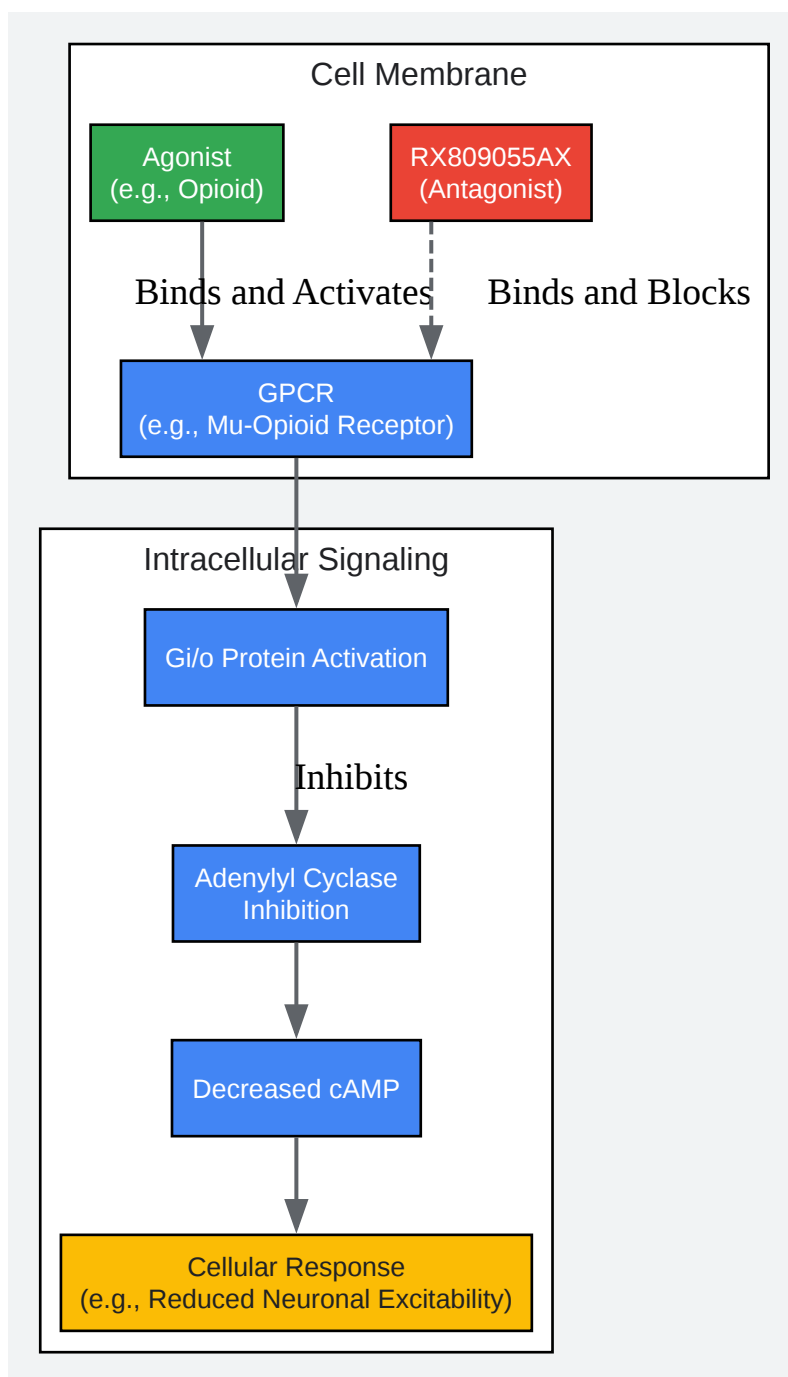 Cell Membrane
Agonist
(e.g., Opioid)
RX809055AX
(Antagonist)
Binds and Activates
Binds and Blocks
GPCR
(e.g., Mu-Opioid Receptor)
Intracellular Signaling
Gi/o Protein Activation
Inhibits
Adenylyl Cyclase
Inhibition
Decreased cAMP
Cellular Response
(e.g., Reduced Neuronal Excitability)